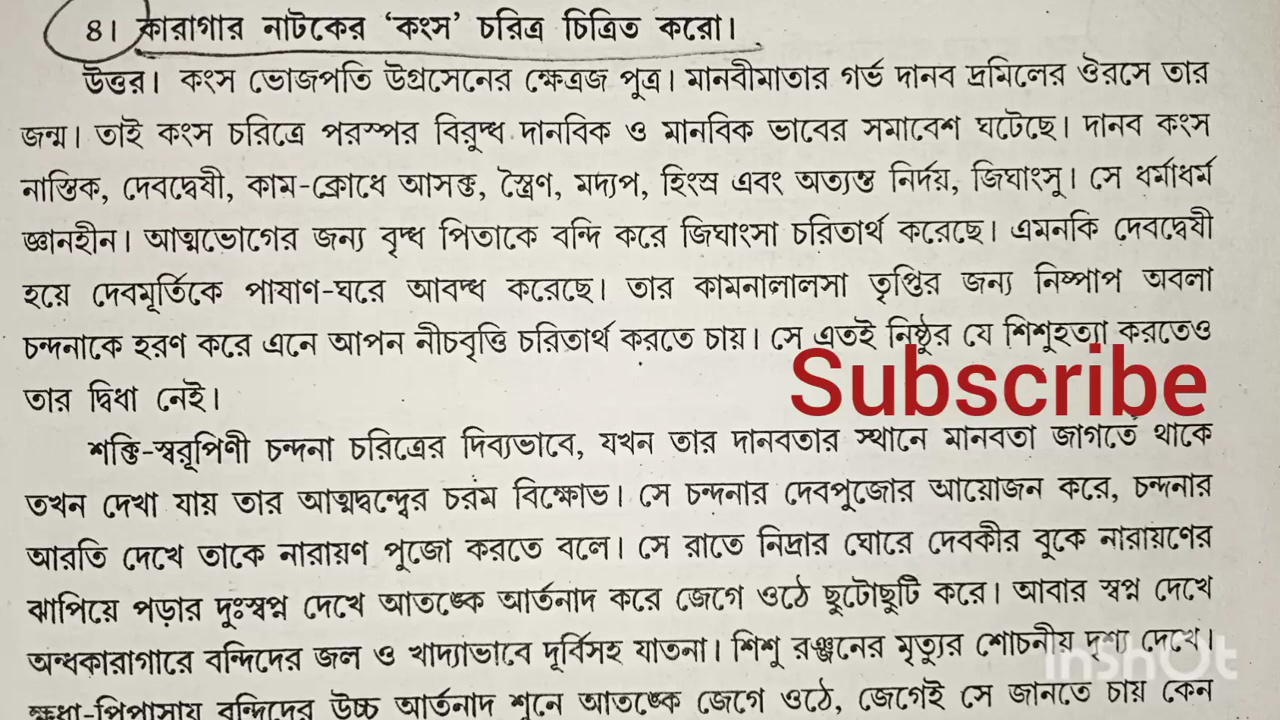 ৪। কারাগার নাটকের ‘কংস’ চরিত্র চিত্রিত করো।
উত্তর। কংস ভোজপতি উগ্রসেনের ক্ষেত্রজ পুত্র। মানবীমাতার গর্ভ দানব দ্রমিলের ঔরসে তার
জন্ম। তাই কংস চরিত্রে পরস্পর বিরুদ্ধ দানবিক ও মানবিক ভাবের সমাবেশ ঘটেছে। দানব কংস
নাস্তিক, দেবদ্বেষী, কাম-ক্রোধে আসক্ত, স্ত্রৈণ, মদ্যপ, হিংস্র এবং অত্যন্ত নির্দয়, জিঘাংসু। সে ধর্মাধর্ম
জ্ঞানহীন। আত্মভোগের জন্য বৃদ্ধ পিতাকে বন্দি করে জিঘাংসা চরিতার্থ করেছে। এমনকি দেবদ্বেষী
হয়ে দেবমূর্তিকে পাষাণ-ঘরে আবদ্ধ করেছে। তার কামনালালসা তৃপ্তির জন্য নিষ্পাপ অবলা
চন্দনাকে হরণ করে এনে আপন নীচবৃত্তি চরিতার্থ করতে চায়। সে এতই নিষ্ঠুর যে শিশুহত্যা করতেও
তার দ্বিধা নেই।
Subscribe
শক্তি-স্বরূপিণী চন্দনা চরিত্রের দিব্যভাবে, যখন তার দানবতার স্থানে মানবতা জাগতে থাকে
তখন দেখা যায় তার আত্মদ্বন্দ্বের চরম বিক্ষোভ। সে চন্দনার দেবপুজোর আয়োজন করে, চন্দনার
আরতি দেখে তাকে নারায়ণ পুজো করতে বলে। সে রাতে নিদ্রার ঘোরে দেবকীর বুকে নারায়ণের
ঝাপিয়ে পড়ার দুঃস্বপ্ন দেখে আতঙ্কে আর্তনাদ করে জেগে ওঠে ছুটোছুটি করে। আবার স্বপ্ন দেখে
অন্ধকারাগারে বন্দিদের জল ও খাদ্যাভাবে দূর্বিসহ যাতনা। শিশু রঞ্জনের মৃত্যুর শোচনীয় দৃশ্য দেখে।
InShOt
ক্ষুধা-পিপাসায় বন্দিদের উচ্চ আর্তনাদ শুনে আতঙ্কে জেগে ওঠে, জেগেই সে জানতে চায় কেন